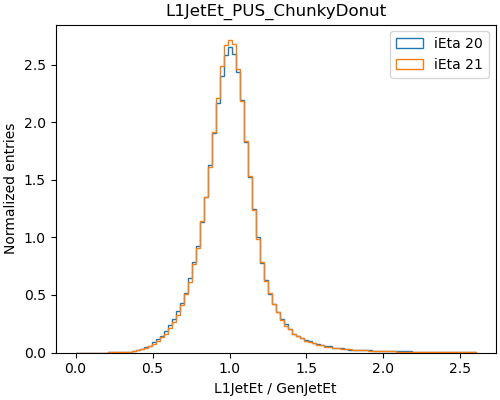 L1JetEt_PUS_ChunkyDonut
iEta 20
iEta 21
Normalized entries
2.5
2.0
1.5
1.0
0.5
0.0
0.0 0.5 1.0 1.5 2.0 2.5
L1JetEt / GenJetEt